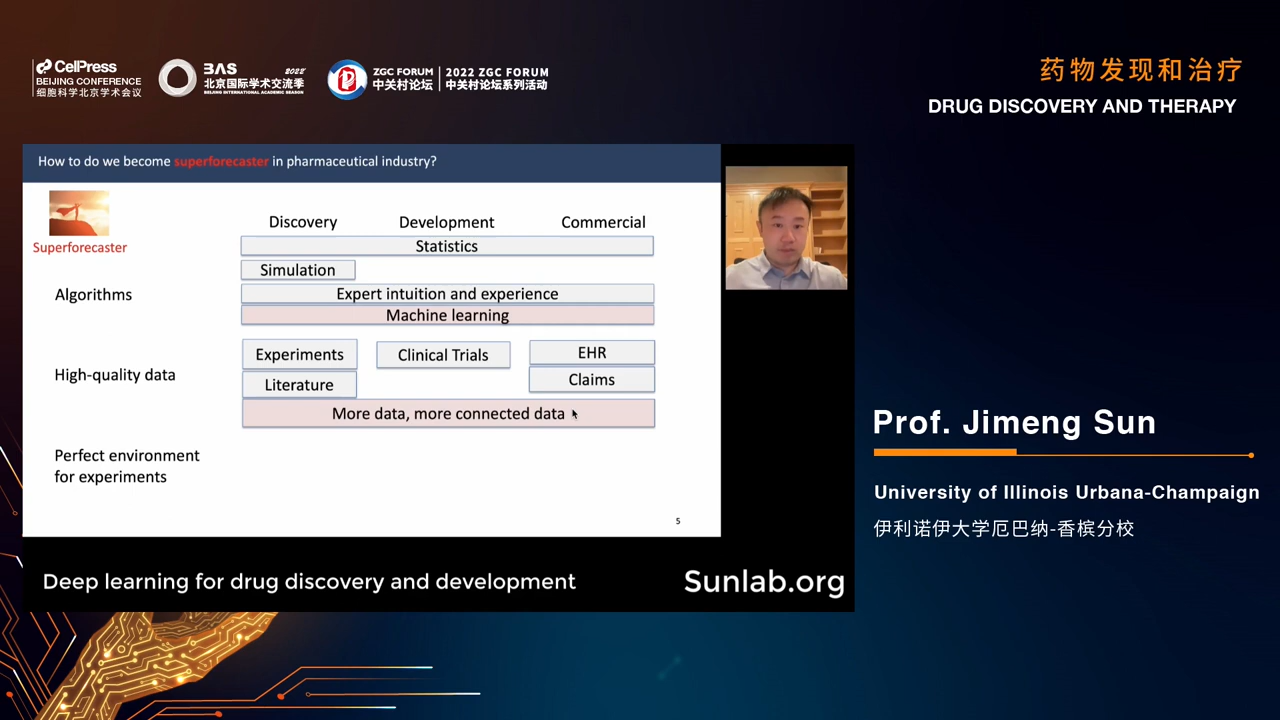 CelPress
BEIJING CONFERENCE
细胞科学北京学术会议
BAS 2022
北京国际学术交流季
BEIJING INTERNATIONAL ACADEMIC SEASON
ZGC FORUM
中关村论坛
2022 ZGC FORUM
中关村论坛系列活动
药物发现和治疗
DRUG DISCOVERY AND THERAPY
How to do we become superforecaster in pharmaceutical industry?
Superforecaster
Discovery Development Commercial
Statistics
Simulation
Algorithms
Expert intuition and experience
Machine learning
High-quality data
Experiments Clinical Trials EHR
Literature Claims
More data, more connected data
Perfect environment
for experiments
5
Deep learning for drug discovery and development
Sunlab.org
Prof. Jimeng Sun
University of Illinois Urbana-Champaign
伊利诺伊大学厄巴纳-香槟分校